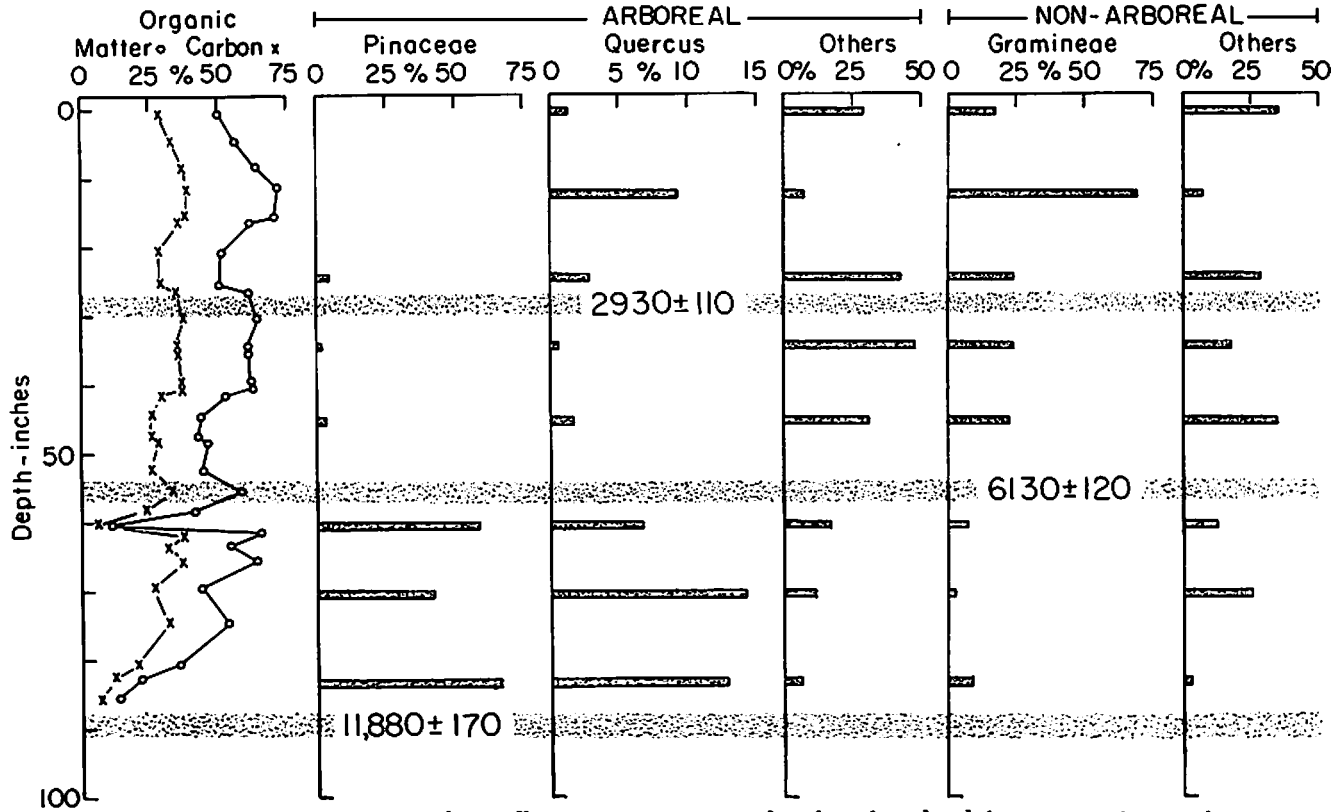 ARBOREAL NON-ARBOREAL
Organic
Matter o Carbon x Pinaceae Quercus Others Gramineae Others
0 25 % 50 75 0 25 % 50 75 0 5 % 10 15 0% 25 50 0 25 % 50 75 0% 25 50
0
2930±110
Depth-inches
50
6130±120
11,880±170
100